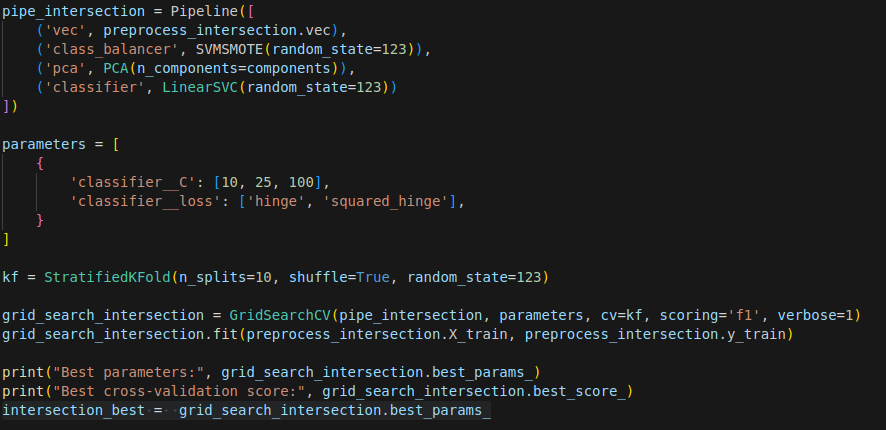 pipe_intersection = Pipeline([
    ('vec', preprocess_intersection.vec),
    ('class_balancer', SVMSMOTE(random_state=123)),
    ('pca', PCA(n_components=components)),
    ('classifier', LinearSVC(random_state=123))
])

parameters = [
    {
        'classifier__C': [10, 25, 100],
        'classifier__loss': ['hinge', 'squared_hinge'],
    }
]

kf = StratifiedKFold(n_splits=10, shuffle=True, random_state=123)

grid_search_intersection = GridSearchCV(pipe_intersection, parameters, cv=kf, scoring='f1', verbose=1)
grid_search_intersection.fit(preprocess_intersection.X_train, preprocess_intersection.y_train)

print("Best parameters:", grid_search_intersection.best_params_)
print("Best cross-validation score:", grid_search_intersection.best_score_)
intersection_best =  grid_search_intersection.best_params_